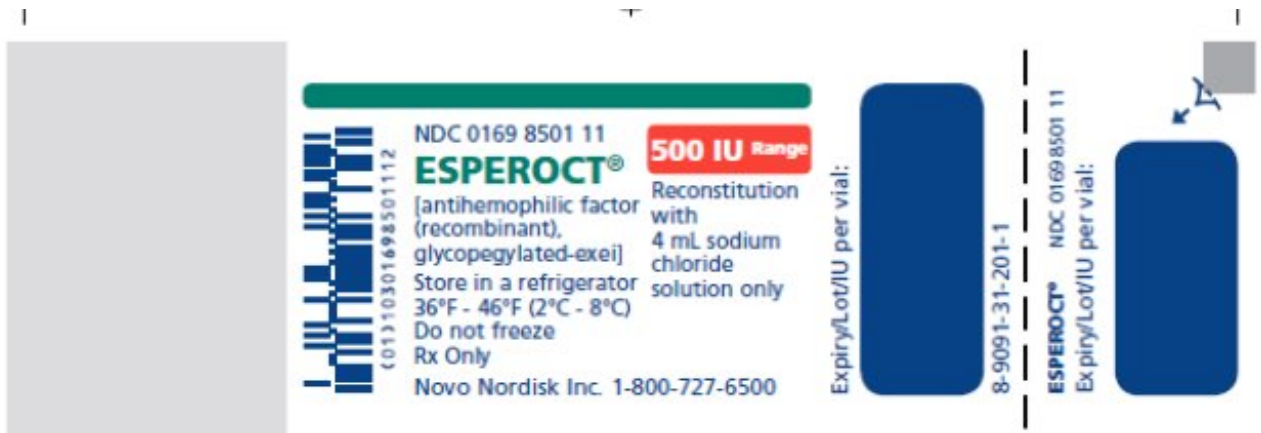 NDC 0169 8501 11
ESPEROCT®
[antihemophilic factor
(recombinant),
glycopegylated-exei]
Store in a refrigerator
36°F - 46°F (2°C - 8°C)
Do not freeze
Rx Only
Novo Nordisk Inc. 1-800-727-6500
500 IU Range
Reconstitution
with
4 mL sodium
chloride
solution only
(01)10301698501112
Expiry/Lot/IU per vial:
8-9091-31-201-1
ESPEROCT® NDC 0169 8501 11
Expiry/Lot/IU per vial: